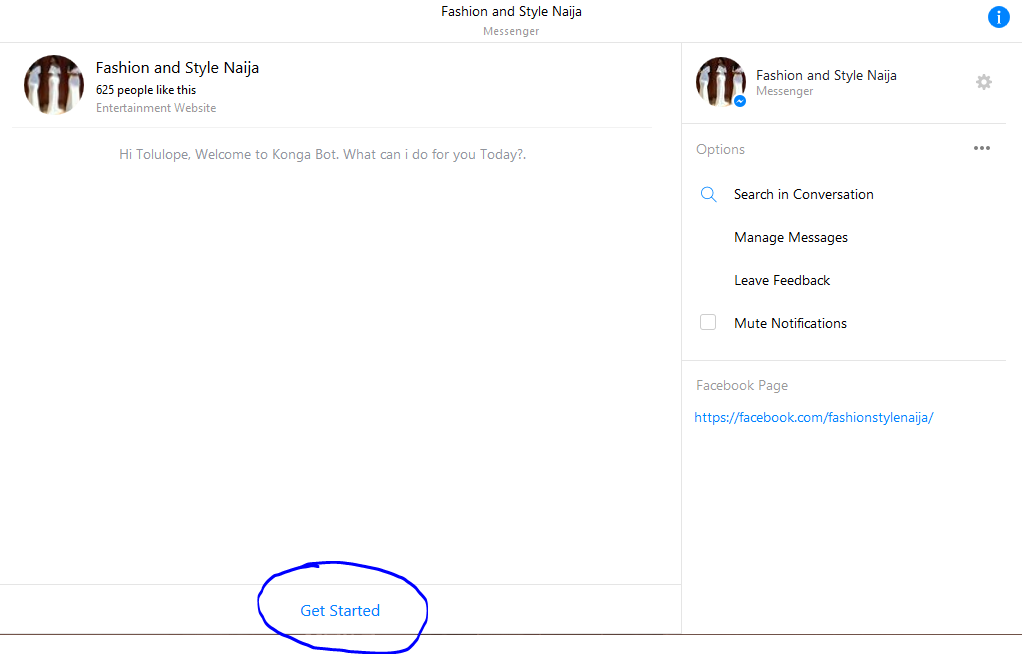 Fashion and Style Naija
Messenger
Fashion and Style Naija
625 people like this
Entertainment Website
Hi Tolulope, Welcome to Konga Bot. What can i do for you Today?.
Get Started
Fashion and Style Naija
Messenger
Options
Search in Conversation
Manage Messages
Leave Feedback
Mute Notifications
Facebook Page
https://facebook.com/fashionstylenaija/